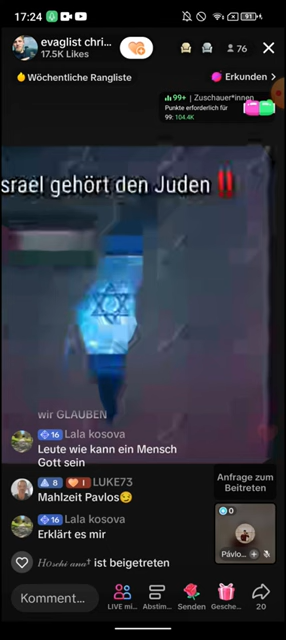 17:24
91
evaglist chri...
17.5K Likes
76
Wöchentliche Rangliste
Erkunden >
99+ | Zuschauer*innen
Punkte erforderlich für
99: 104.4K
srael gehört den Juden ‼
wir GLAUBEN
16 Lala kosova
Leute wie kann ein Mensch
Gott sein
8 1 LUKE73
Mahlzeit Pavlos😏
16 Lala kosova
Erklärt es mir
ist beigetreten
Anfrage zum
Beitreten
0
Pávlo...
Komment...
LIVE mi...
Abstim...
Senden
Gesche...
20